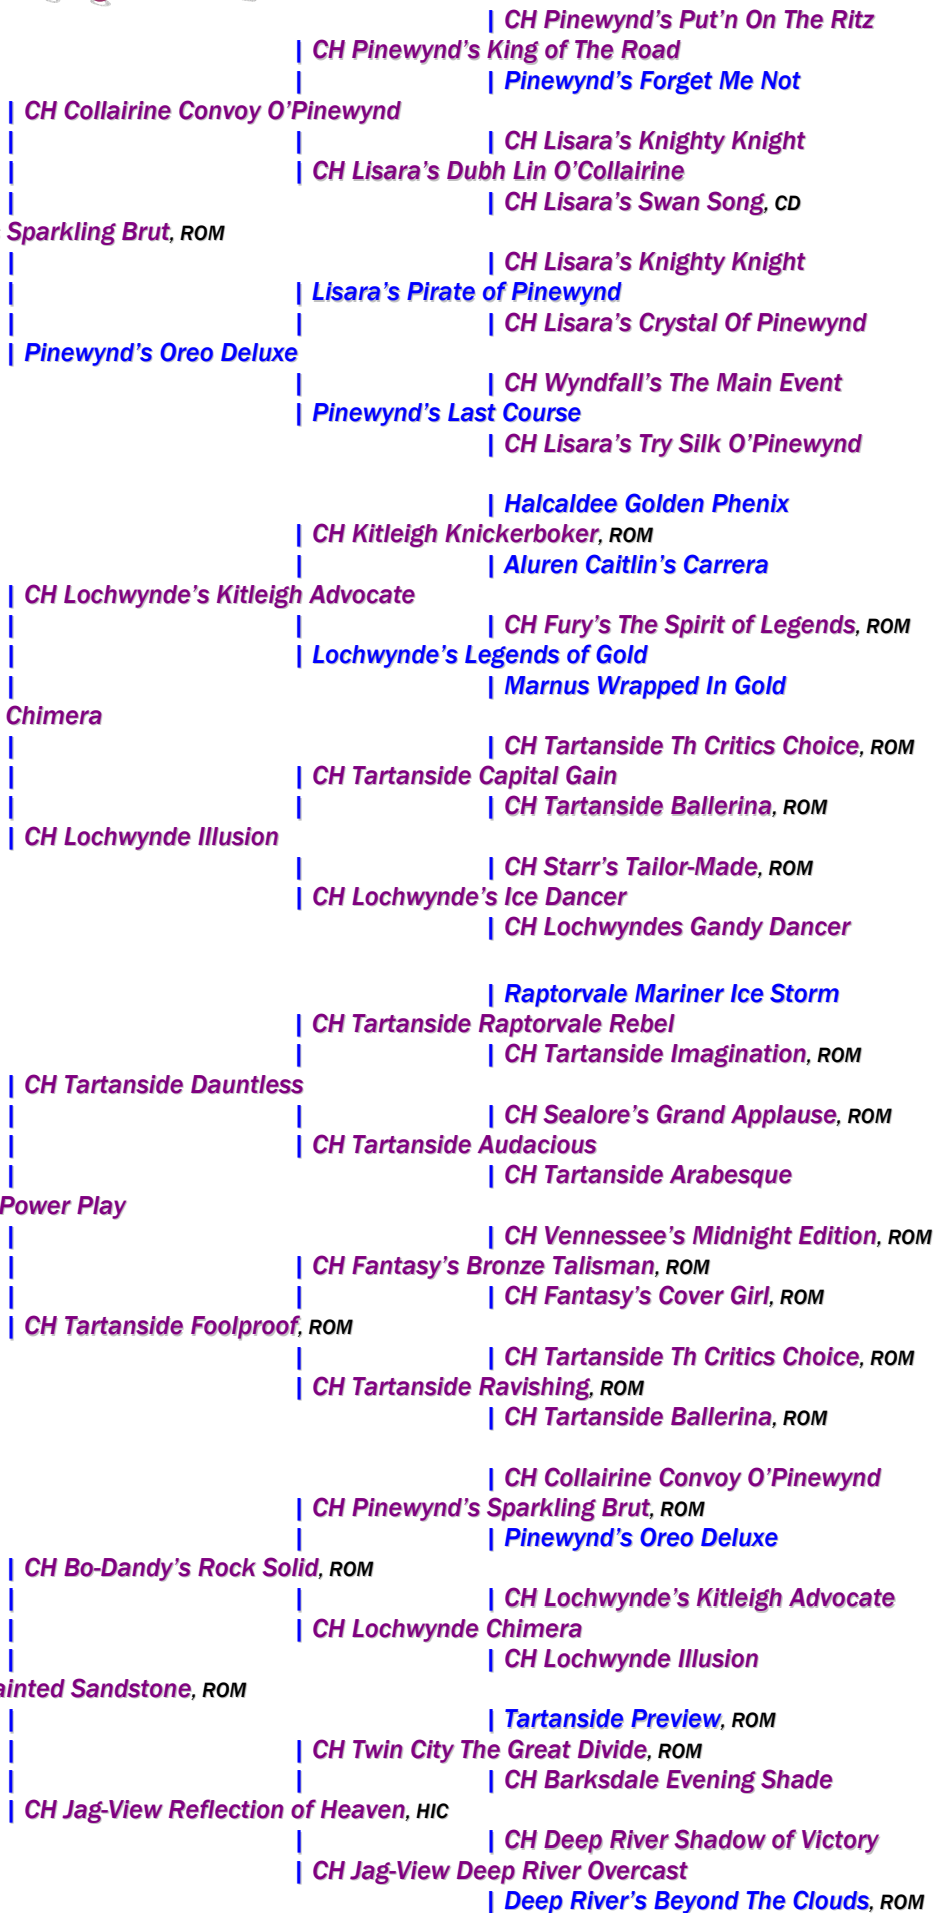 CH Pinewynd's Put'n On The Ritz
CH Pinewynd's King of The Road
Pinewynd's Forget Me Not
CH Collairine Convoy O'Pinewynd
CH Lisara's Knighty Knight
CH Lisara's Dubh Lin O'Collairine
CH Lisara's Swan Song, CD
Sparkling Brut, ROM
CH Lisara's Knighty Knight
Lisara's Pirate of Pinewynd
CH Lisara's Crystal Of Pinewynd
Pinewynd's Oreo Deluxe
CH Wyndfall's The Main Event
Pinewynd's Last Course
CH Lisara's Try Silk O'Pinewynd
Halcaldee Golden Phenix
CH Kitleigh Knickerboker, ROM
Aluren Caitlin's Carrera
CH Lochwynde's Kitleigh Advocate
CH Fury's The Spirit of Legends, ROM
Lochwynde's Legends of Gold
Marnus Wrapped In Gold
Chimera
CH Tartanside Th Critics Choice, ROM
CH Tartanside Capital Gain
CH Tartanside Ballerina, ROM
CH Lochwynde Illusion
CH Starr's Tailor-Made, ROM
CH Lochwynde's Ice Dancer
CH Lochwyndes Gandy Dancer
Raptorvale Mariner Ice Storm
CH Tartanside Raptorvale Rebel
CH Tartanside Imagination, ROM
CH Tartanside Dauntless
CH Sealore's Grand Applause, ROM
CH Tartanside Audacious
CH Tartanside Arabesque
Power Play
CH Vennessee's Midnight Edition, ROM
CH Fantasy's Bronze Talisman, ROM
CH Fantasy's Cover Girl, ROM
CH Tartanside Foolproof, ROM
CH Tartanside Th Critics Choice, ROM
CH Tartanside Ravishing, ROM
CH Tartanside Ballerina, ROM
CH Collairine Convoy O'Pinewynd
CH Pinewynd's Sparkling Brut, ROM
Pinewynd's Oreo Deluxe
CH Bo-Dandy's Rock Solid, ROM
CH Lochwynde's Kitleigh Advocate
CH Lochwynde Chimera
CH Lochwynde Illusion
ainted Sandstone, ROM
Tartanside Preview, ROM
CH Twin City The Great Divide, ROM
CH Barksdale Evening Shade
CH Jag-View Reflection of Heaven, HIC
CH Deep River Shadow of Victory
CH Jag-View Deep River Overcast
Deep River's Beyond The Clouds, ROM